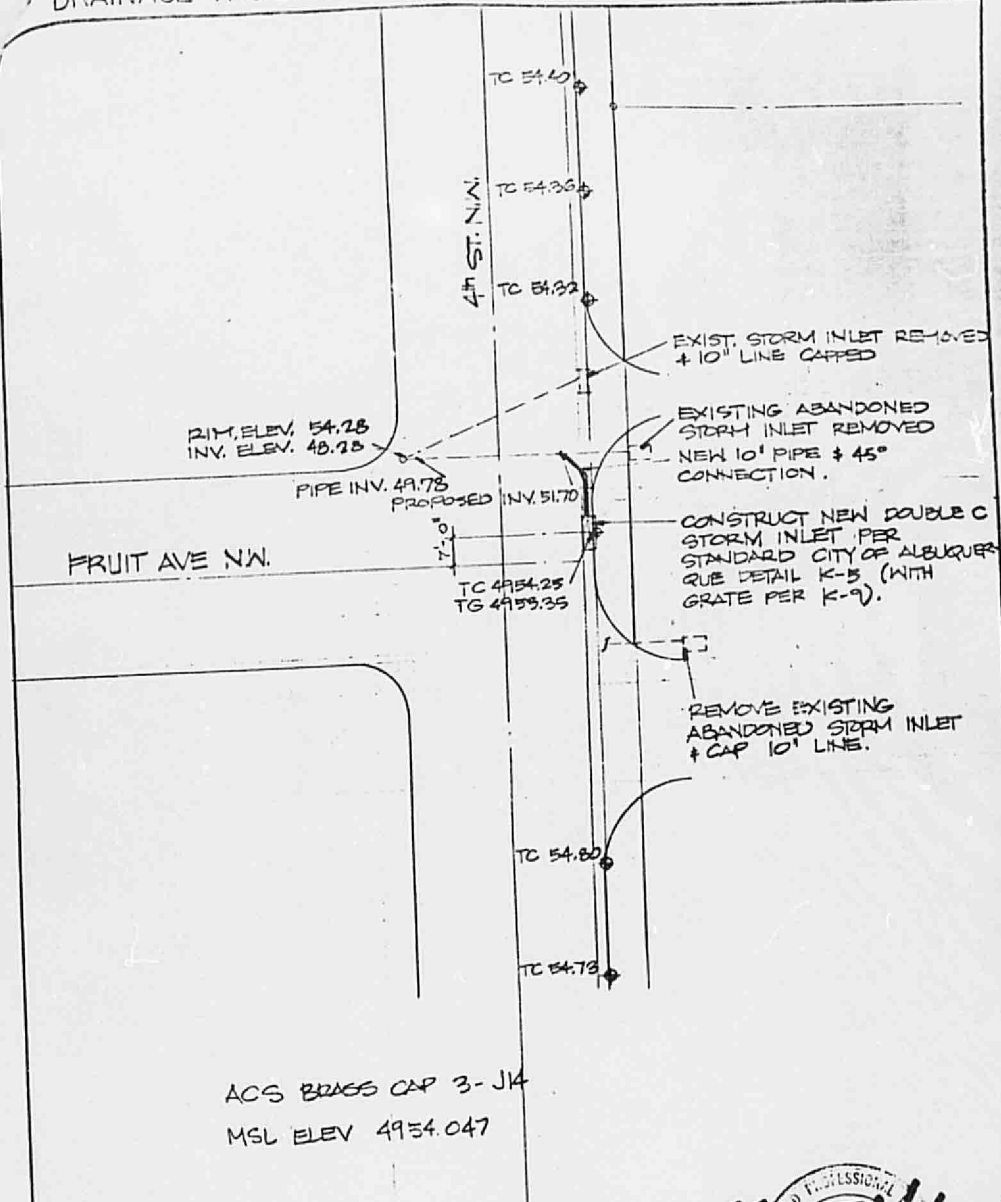 DRAINAGE
TC 54.40
TC 54.36
4th ST. N.W.
TC 54.32
EXIST. STORM INLET REMOVED
& 10" LINE CAPPED
RIM. ELEV. 54.28
INV. ELEV. 48.28
EXISTING ABANDONED
STORM INLET REMOVED
NEW 10" PIPE & 45°
CONNECTION.
PIPE INV. 49.78
PROPOSED INV. 51.70
7'-0"
FRUIT AVE N.W.
CONSTRUCT NEW DOUBLE C
STORM INLET PER
STANDARD CITY OF ALBUQUER-
QUE DETAIL K-5 (WITH
GRATE PER K-9).
TC 4954.25
TG 4953.35
REMOVE EXISTING
ABANDONED STORM INLET
& CAP 10" LINE.
TC 54.80
TC 54.73
ACS BRASS CAP 3-J14
MSL ELEV 4954.047
PROFESSIONAL